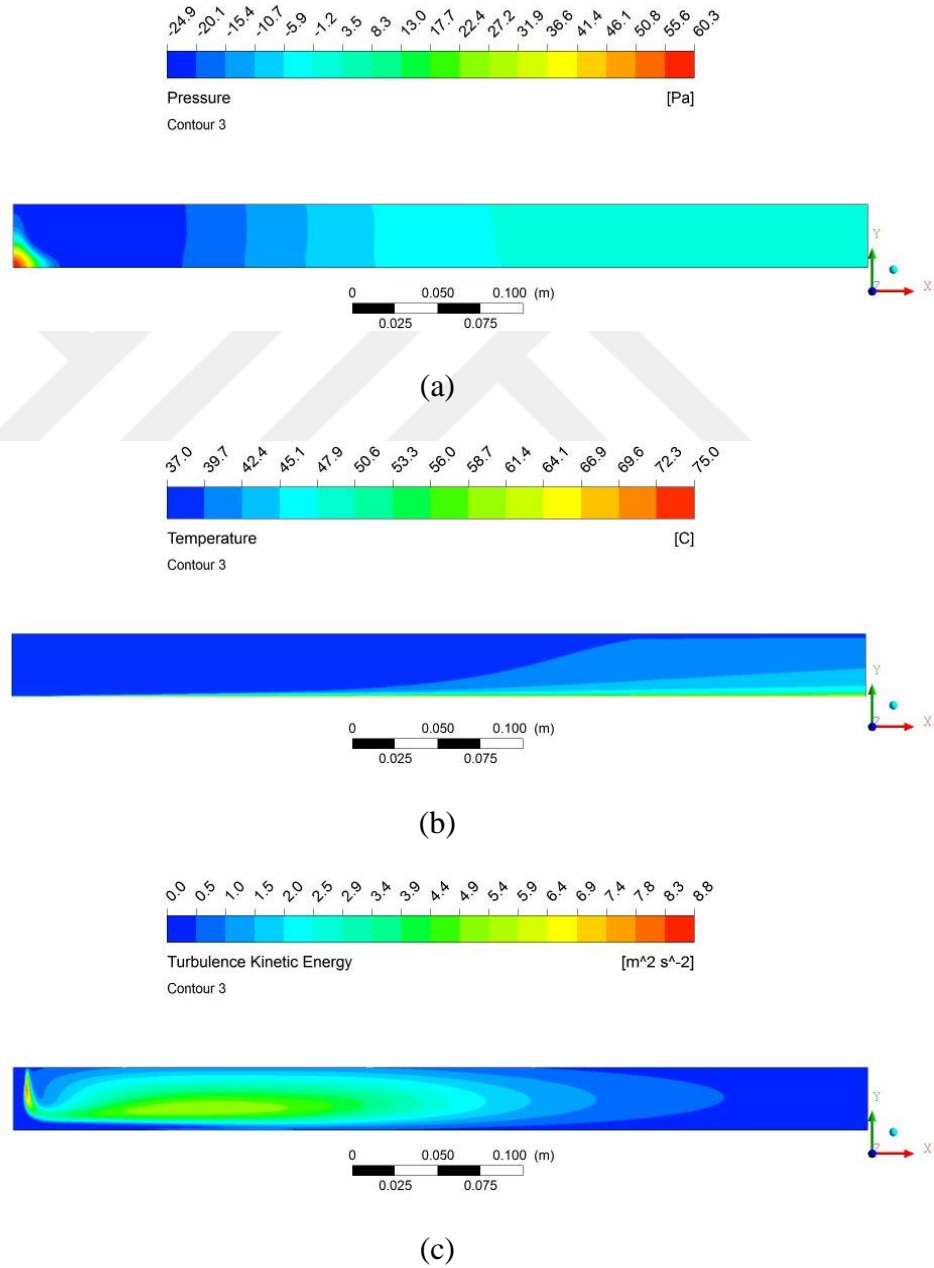 -24.9 -20.1 -15.4 -10.7 -5.9 -1.2 3.5 8.3 13.0 17.7 22.4 27.2 31.9 36.6 41.4 46.1 50.8 55.6 60.3
Pressure [Pa]
Contour 3
Y
Z X
0 0.050 0.100 (m)
0.025 0.075
(a)
37.0 39.7 42.4 45.1 47.9 50.6 53.3 56.0 58.7 61.4 64.1 66.9 69.6 72.3 75.0
Temperature [C]
Contour 3
Y
Z X
0 0.050 0.100 (m)
0.025 0.075
(b)
0.0 0.5 1.0 1.5 2.0 2.5 2.9 3.4 3.9 4.4 4.9 5.4 5.9 6.4 6.9 7.4 7.8 8.3 8.8
Turbulence Kinetic Energy [m^2 s^-2]
Contour 3
Y
Z X
0 0.050 0.100 (m)
0.025 0.075
(c)